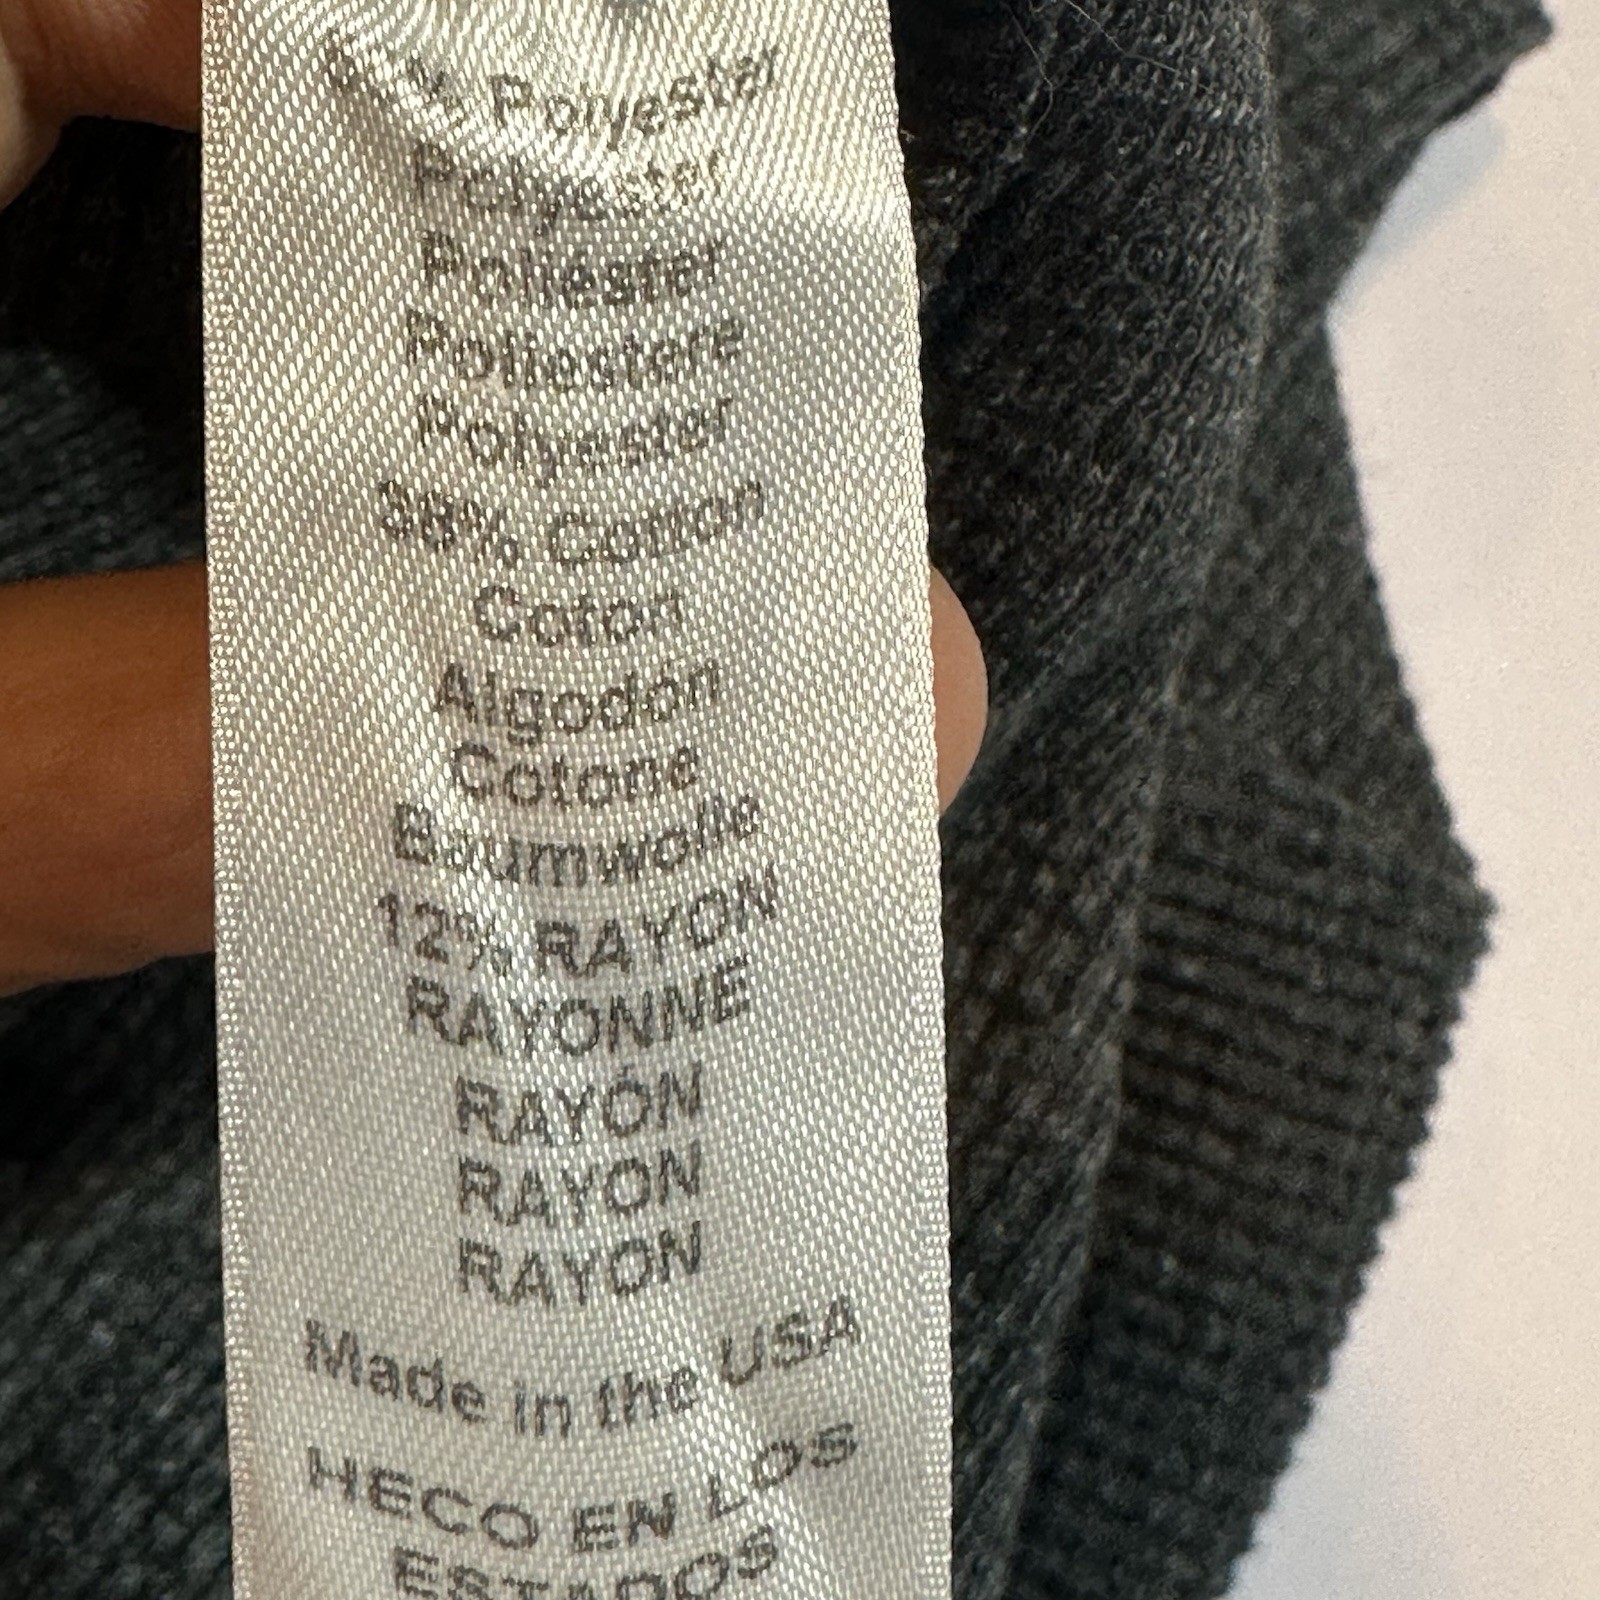 % Polyester
Polyester
Poliéster
Poliestere
Polyester
38% Cotton
Coton
Algodón
Cotone
Baumwolle
12% RAYON
RAYONNE
RAYÓN
RAYON
RAYON
Made in the USA
HECO EN LOS
ESTADOS